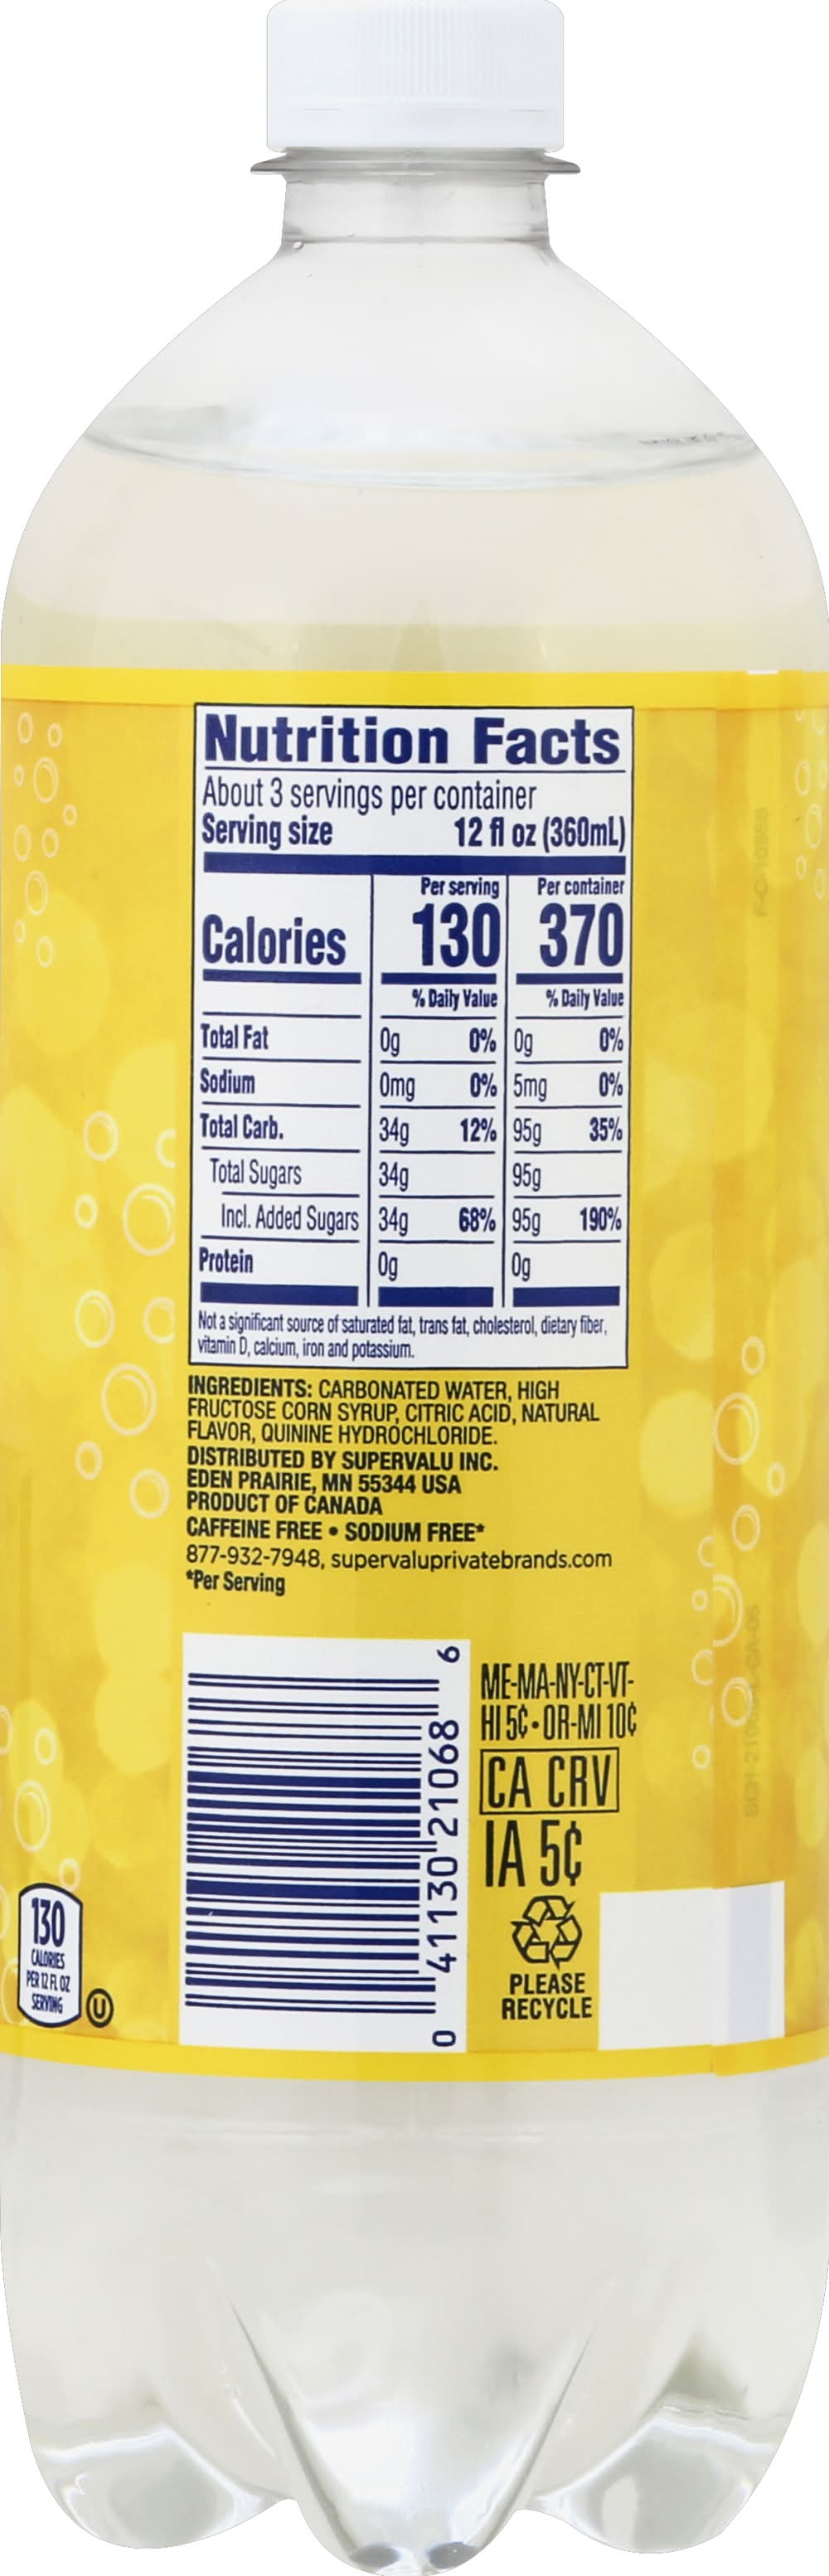 Nutrition Facts
About 3 servings per container
Serving size 12 fl oz (360mL)
Per serving Per container
Calories 130 370
% Daily Value % Daily Value
Total Fat 0g 0% 0g 0%
Sodium 0mg 0% 5mg 0%
Total Carb. 34g 12% 95g 35%
Total Sugars 34g 95g
Incl. Added Sugars 34g 68% 95g 190%
Protein 0g 0g
Not a significant source of saturated fat, trans fat, cholesterol, dietary fiber,
vitamin D, calcium, iron and potassium.
INGREDIENTS: CARBONATED WATER, HIGH
FRUCTOSE CORN SYRUP, CITRIC ACID, NATURAL
FLAVOR, QUININE HYDROCHLORIDE.
DISTRIBUTED BY SUPERVALU INC.
EDEN PRAIRIE, MN 55344 USA
PRODUCT OF CANADA
CAFFEINE FREE • SODIUM FREE*
877-932-7948, supervaluprivatebrands.com
*Per Serving
0 41130 21068 6
ME-MA-NY-CT-VT-
HI 5¢ • OR-MI 10¢
CA CRV
IA 5¢
PLEASE
RECYCLE
130
CALORIES
PER 12 FL OZ
SERVING
U